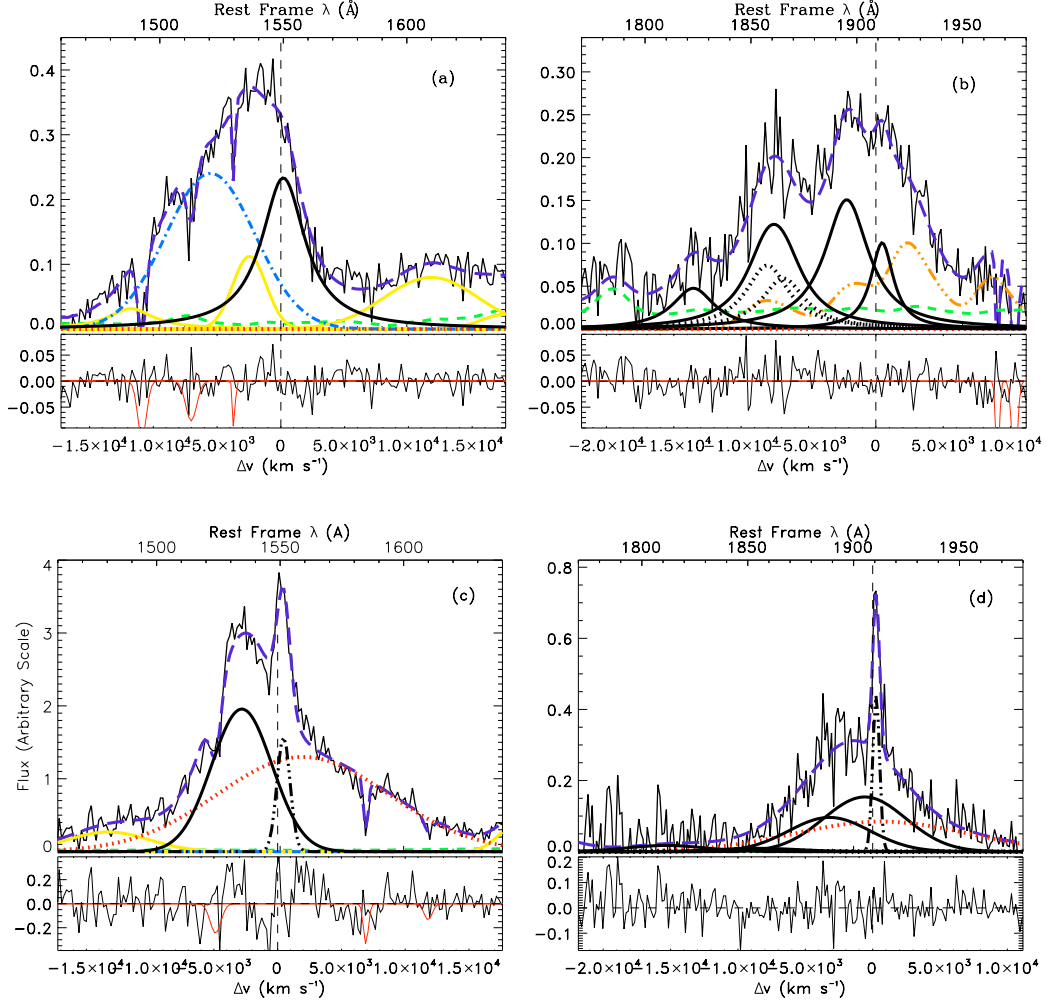 Rest Frame λ (Å)
Rest Frame λ (Å)
1500 1550 1600
1800 1850 1900 1950
(a)
(b)
0.4
0.3
0.2
0.1
0.0
0.30
0.25
0.20
0.15
0.10
0.05
0.00
0.05
0.00
−0.05
0.05
0.00
−0.05
−1.5×10⁴ −1.0×10⁴ −5.0×10³ 0 5.0×10³ 1.0×10⁴ 1.5×10⁴
−2.0×10⁴ −1.5×10⁴ −1.0×10⁴ −5.0×10³ 0 5.0×10³ 1.0×10⁴
Δv (km s⁻¹)
Δv (km s⁻¹)
Rest Frame λ (A)
Rest Frame λ (A)
1500 1550 1600
1800 1850 1900 1950
(c)
(d)
Flux (Arbitrary Scale)
4
3
2
1
0
0.8
0.6
0.4
0.2
0.0
0.2
0.0
−0.2
0.2
0.1
0.0
−0.1
−1.5×10⁴ −1.0×10⁴ −5.0×10³ 0 5.0×10³ 1.0×10⁴ 1.5×10⁴
−2.0×10⁴ −1.5×10⁴ −1.0×10⁴ −5.0×10³ 0 5.0×10³ 1.0×10⁴
Δv (km s⁻¹)
Δv (km s⁻¹)